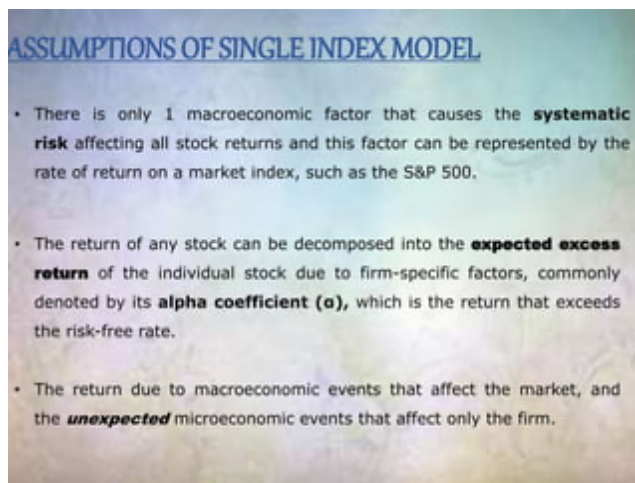 ASSUMPTIONS OF SINGLE INDEX MODEL
• There is only 1 macroeconomic factor that causes the systematic
risk affecting all stock returns and this factor can be represented by the
rate of return on a market index, such as the S&P 500.
• The return of any stock can be decomposed into the expected excess
return of the individual stock due to firm-specific factors, commonly
denoted by its alpha coefficient (α), which is the return that exceeds
the risk-free rate.
• The return due to macroeconomic events that affect the market, and
the unexpected microeconomic events that affect only the firm.